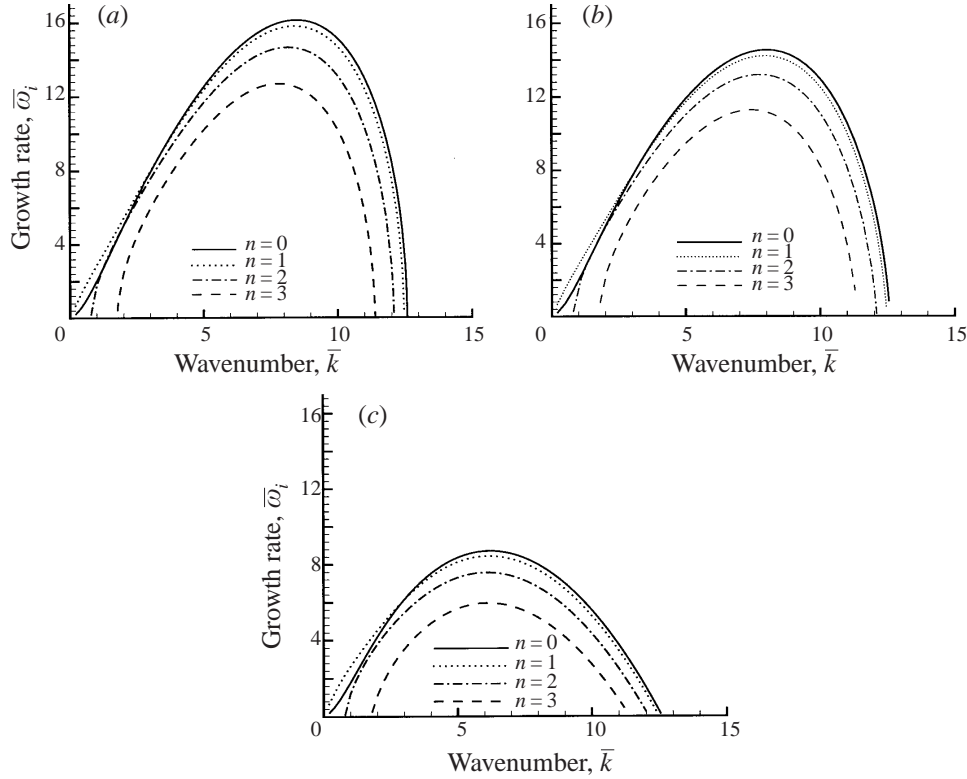 (a)
16
12
8
4
0
5
10
15
Growth rate, ω̅ᵢ
Wavenumber, k̅
n = 0
n = 1
n = 2
n = 3
(b)
16
12
8
4
0
5
10
15
Wavenumber, k̅
n = 0
n = 1
n = 2
n = 3
(c)
16
12
8
4
0
5
10
15
Growth rate, ω̅ᵢ
Wavenumber, k̅
n = 0
n = 1
n = 2
n = 3